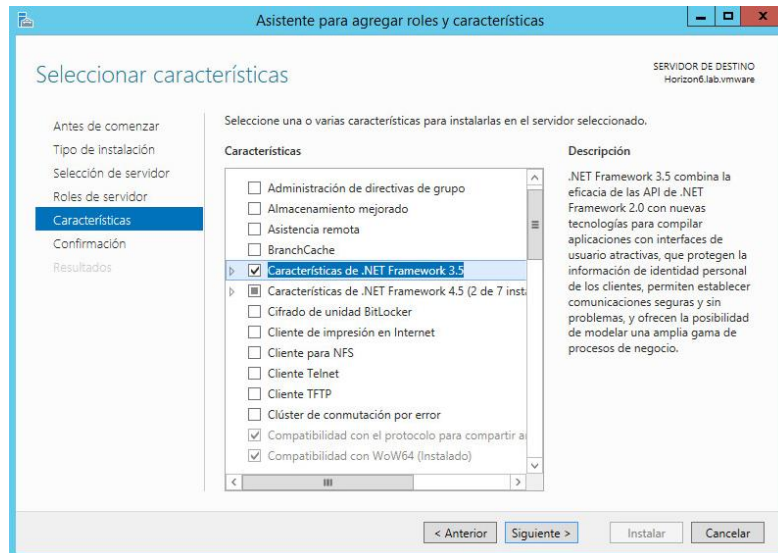 Asistente para agregar roles y características
Seleccionar características
SERVIDOR DE DESTINO
Horizon6.lab.vmware
Antes de comenzar
Tipo de instalación
Selección de servidor
Roles de servidor
Características
Confirmación
Resultados
Seleccione una o varias características para instalarlas en el servidor seleccionado.
Características
Administración de directivas de grupo
Almacenamiento mejorado
Asistencia remota
BranchCache
Características de .NET Framework 3.5
Características de .NET Framework 4.5 (2 de 7 inst
Cifrado de unidad BitLocker
Cliente de impresión en Internet
Cliente para NFS
Cliente Telnet
Cliente TFTP
Clúster de conmutación por error
Compatibilidad con el protocolo para compartir a
Compatibilidad con WoW64 (Instalado)
Descripción
.NET Framework 3.5 combina la
eficacia de las API de .NET
Framework 2.0 con nuevas
tecnologías para compilar
aplicaciones con interfaces de
usuario atractivas, que protegen la
información de identidad personal
de los clientes, permiten establecer
comunicaciones seguras y sin
problemas, y ofrecen la posibilidad
de modelar una amplia gama de
procesos de negocio.
< Anterior
Siguiente >
Instalar
Cancelar